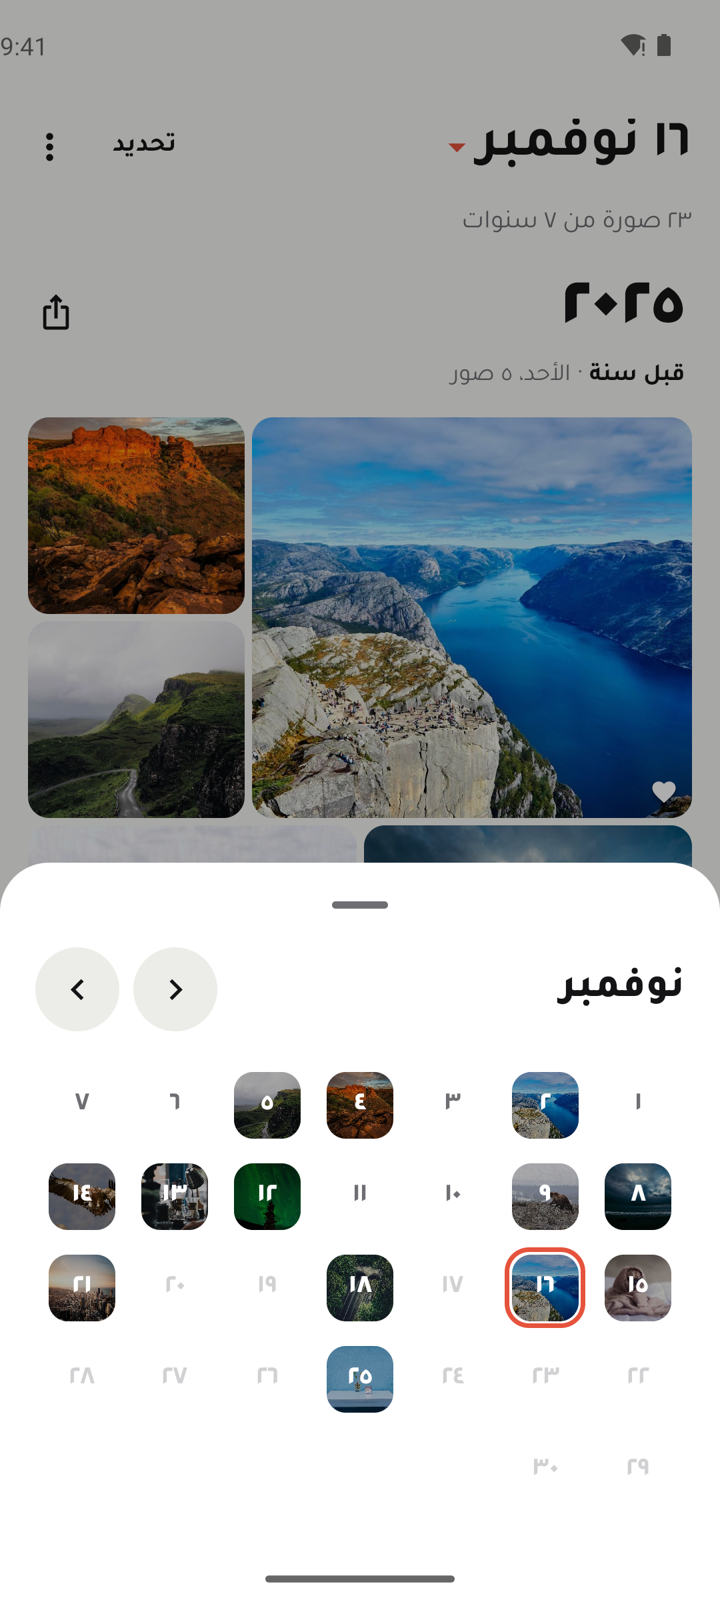 9:41
١٦ نوفمبر
تحديد
٢٣ صورة من ٧ سنوات
٢٠٢٥
قبل سنة · الأحد، ٥ صور
نوفمبر
١ ٢ ٣ ٤ ٥ ٦ ٧
٨ ٩ ١٠ ١١ ١٢ ١٣ ١٤
١٥ ١٦ ١٧ ١٨ ١٩ ٢٠ ٢١
٢٢ ٢٣ ٢٤ ٢٥ ٢٦ ٢٧ ٢٨
٢٩ ٣٠